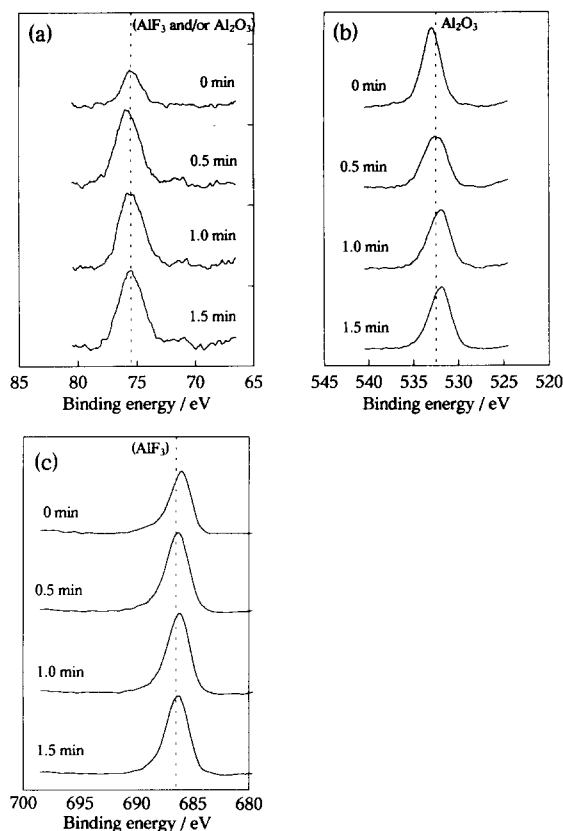 (a)
(AlF₃ and/or Al₂O₃)
0 min
0.5 min
1.0 min
1.5 min
85 80 75 70 65
Binding energy / eV
(b)
Al₂O₃
0 min
0.5 min
1.0 min
1.5 min
545 540 535 530 525 520
Binding energy / eV
(c)
(AlF₃)
0 min
0.5 min
1.0 min
1.5 min
700 695 690 685 680
Binding energy / eV